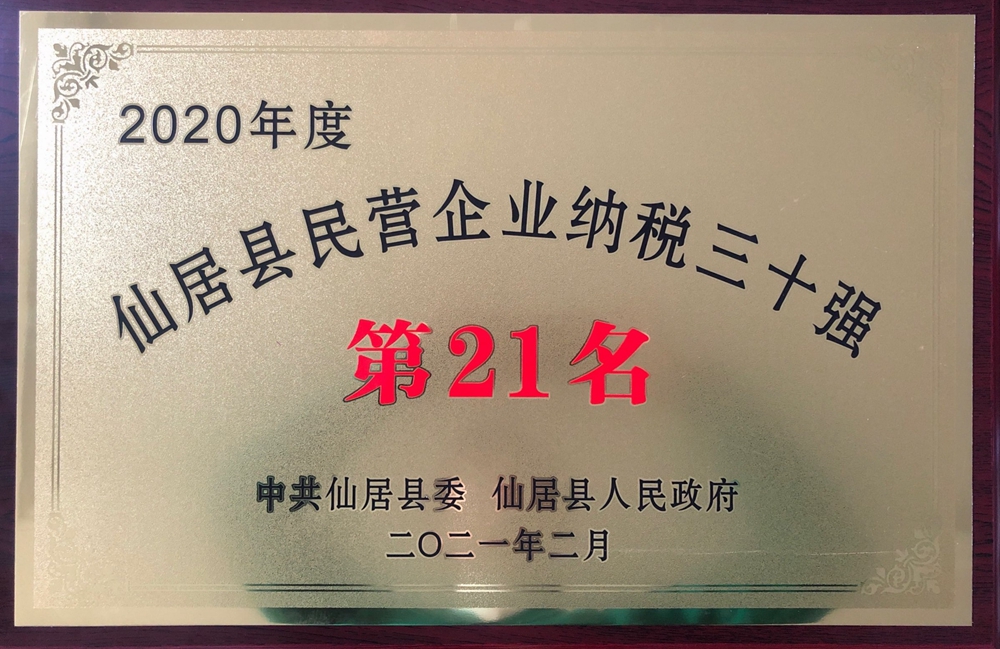 2020年度
仙居县民营企业纳税三十强
第21名
中共仙居县委 仙居县人民政府
二〇二一年二月